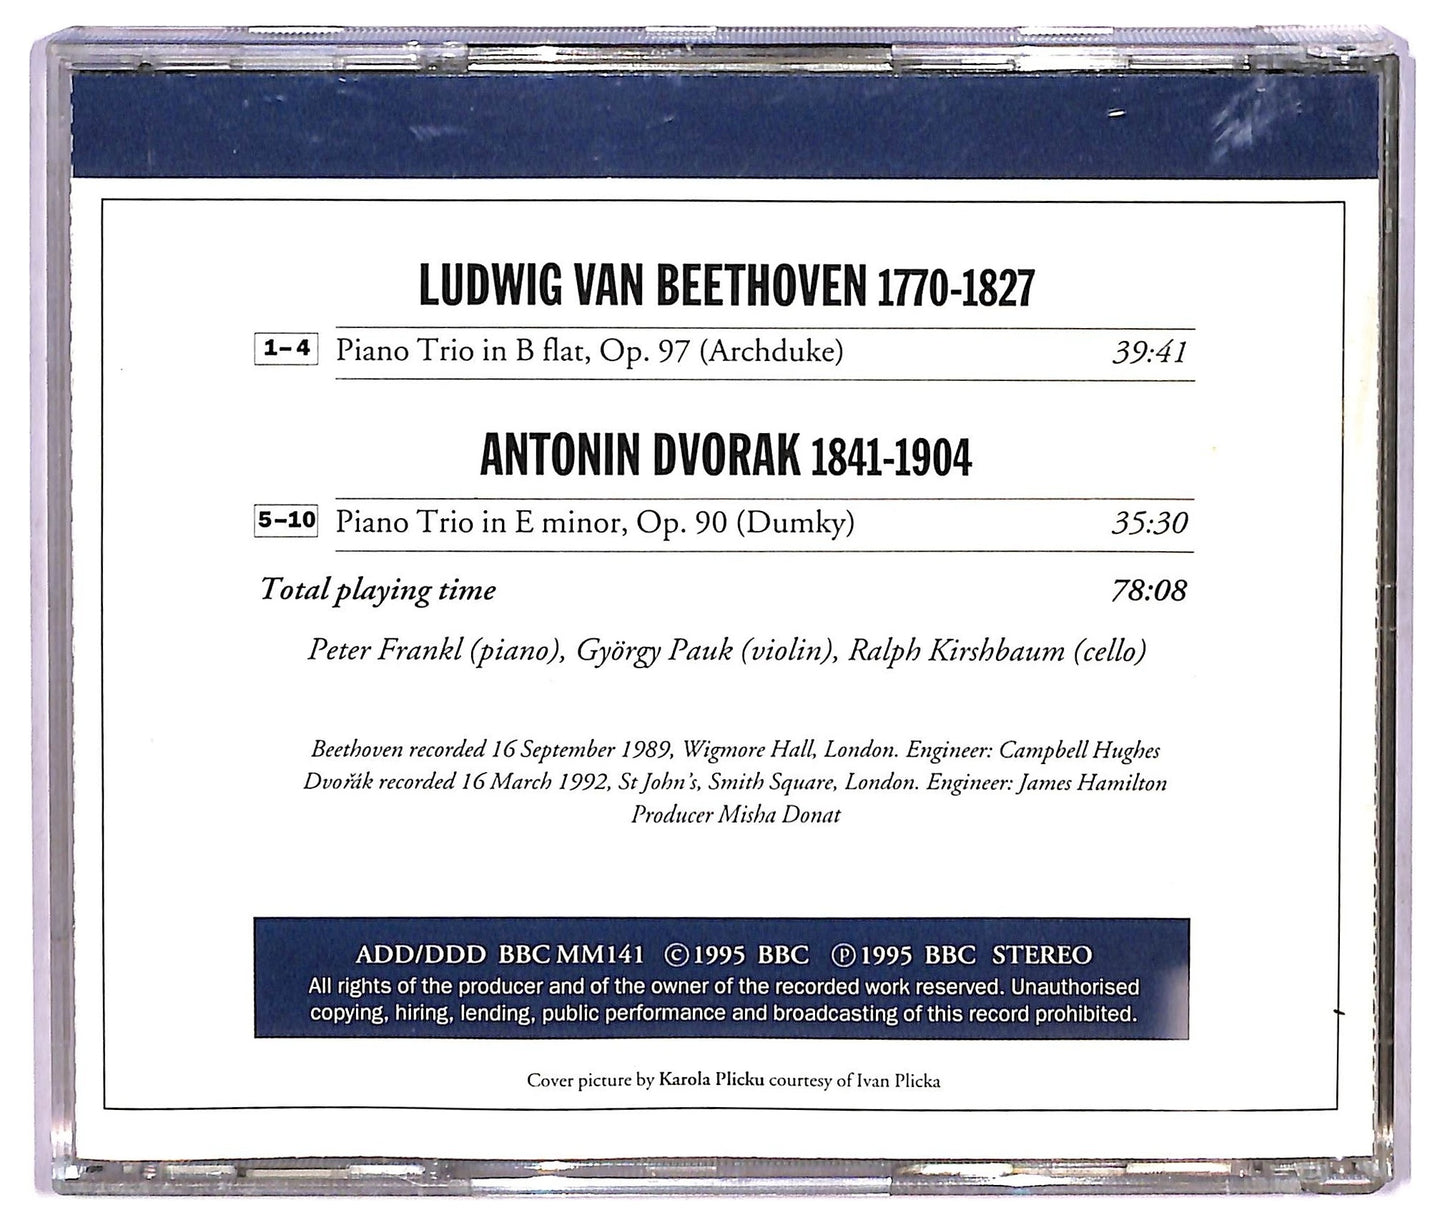 LUDWIG VAN BEETHOVEN 1770-1827
1–4 Piano Trio in B flat, Op. 97 (Archduke) 39:41
ANTONIN DVORAK 1841-1904
5–10 Piano Trio in E minor, Op. 90 (Dumky) 35:30
Total playing time 78:08
Peter Frankl (piano), György Pauk (violin), Ralph Kirshbaum (cello)
Beethoven recorded 16 September 1989, Wigmore Hall, London. Engineer: Campbell Hughes
Dvořák recorded 16 March 1992, St John's, Smith Square, London. Engineer: James Hamilton
Producer Misha Donat
ADD/DDD BBC MM141 ©1995 BBC ℗1995 BBC STEREO
All rights of the producer and of the owner of the recorded work reserved. Unauthorised
copying, hiring, lending, public performance and broadcasting of this record prohibited.
Cover picture by Karola Plicku courtesy of Ivan Plicka